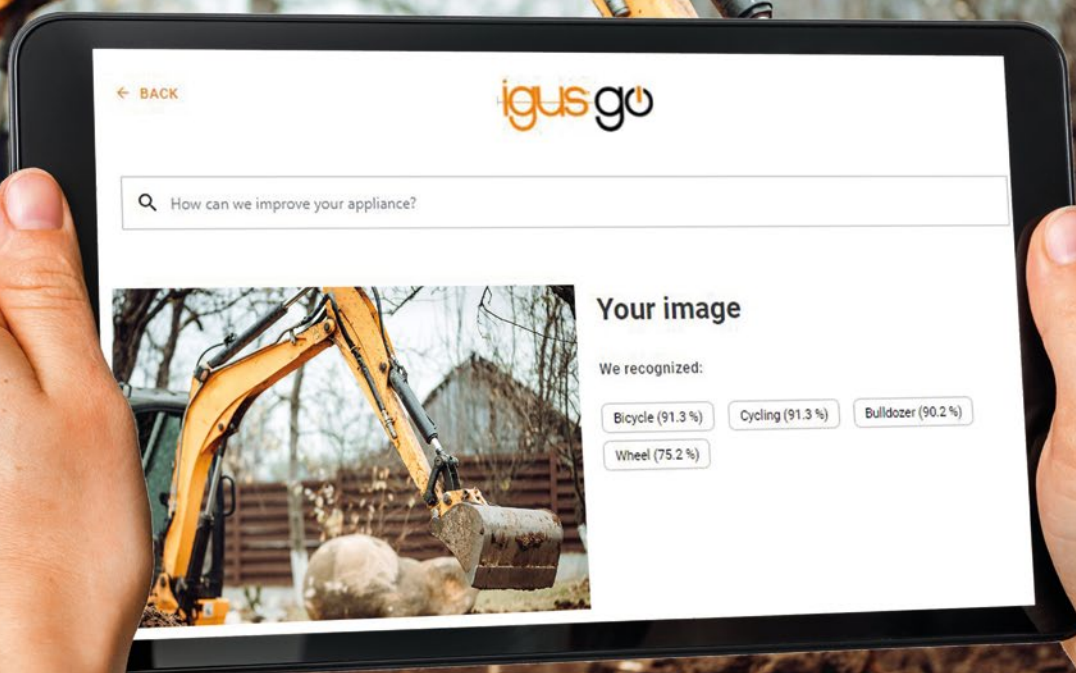 ← BACK
igus go
How can we improve your appliance?
Your image
We recognized:
Bicycle (91.3 %) Cycling (91.3 %) Bulldozer (90.2 %)
Wheel (75.2 %)